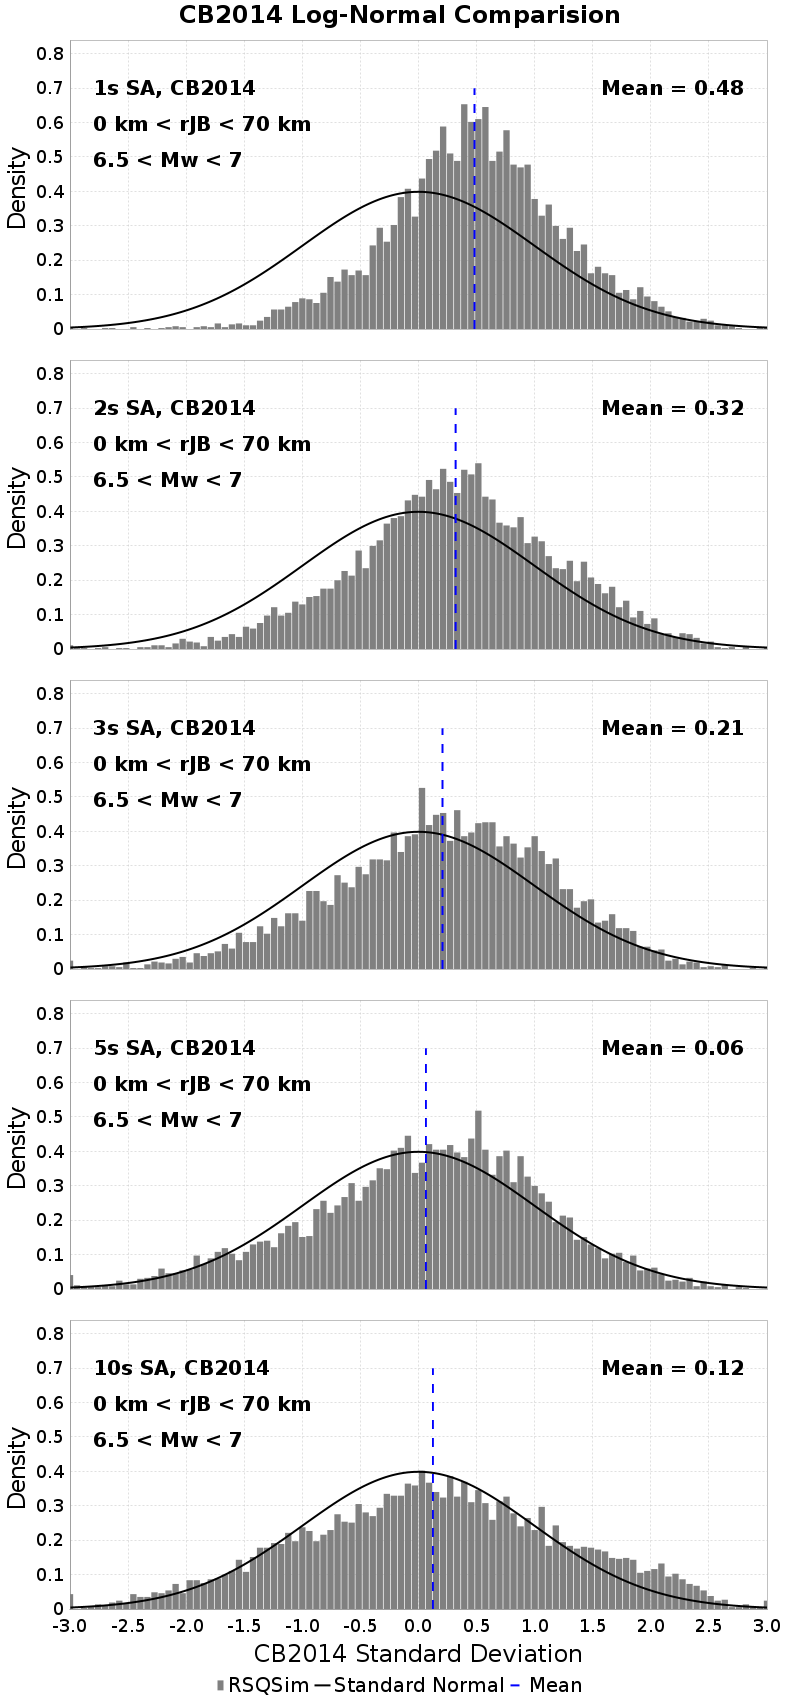 CB2014 Log-Normal Comparision
0.8
0.7
0.6
0.5
0.4
0.3
0.2
0.1
0
Density
1s SA, CB2014
Mean = 0.48
0 km < rJB < 70 km
6.5 < Mw < 7
0.8
0.7
0.6
0.5
0.4
0.3
0.2
0.1
0
Density
2s SA, CB2014
Mean = 0.32
0 km < rJB < 70 km
6.5 < Mw < 7
0.8
0.7
0.6
0.5
0.4
0.3
0.2
0.1
0
Density
3s SA, CB2014
Mean = 0.21
0 km < rJB < 70 km
6.5 < Mw < 7
0.8
0.7
0.6
0.5
0.4
0.3
0.2
0.1
0
Density
5s SA, CB2014
Mean = 0.06
0 km < rJB < 70 km
6.5 < Mw < 7
0.8
0.7
0.6
0.5
0.4
0.3
0.2
0.1
0
Density
10s SA, CB2014
Mean = 0.12
0 km < rJB < 70 km
6.5 < Mw < 7
-3.0 -2.5 -2.0 -1.5 -1.0 -0.5 0.0 0.5 1.0 1.5 2.0 2.5 3.0
CB2014 Standard Deviation
RSQSim Standard Normal Mean